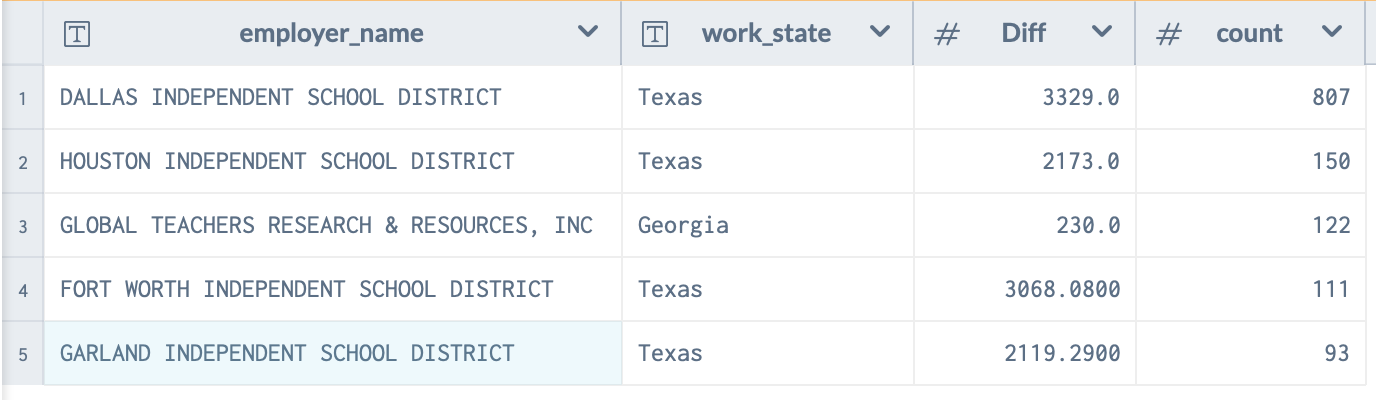 employer_name work_state # Diff # count
1 DALLAS INDEPENDENT SCHOOL DISTRICT Texas 3329.0 807
2 HOUSTON INDEPENDENT SCHOOL DISTRICT Texas 2173.0 150
3 GLOBAL TEACHERS RESEARCH & RESOURCES, INC Georgia 230.0 122
4 FORT WORTH INDEPENDENT SCHOOL DISTRICT Texas 3068.0800 111
5 GARLAND INDEPENDENT SCHOOL DISTRICT Texas 2119.2900 93